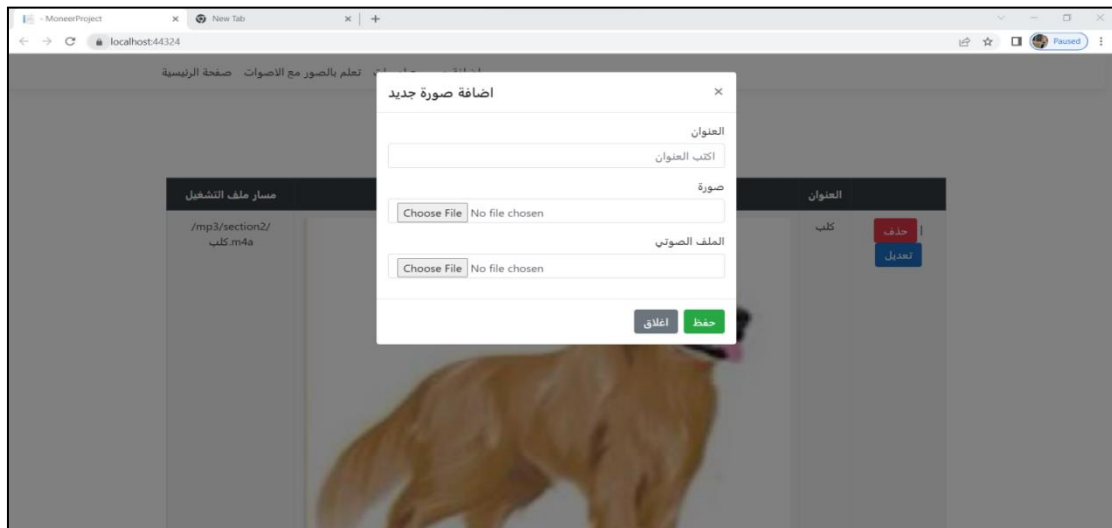 - MoneerProject
New Tab
localhost:44324
Paused
صفحة الرئيسية تعلم بالصور مع الاصوات
اضافة صورة جديد
العنوان
اكتب العنوان
صورة
Choose File No file chosen
الملف الصوتي
Choose File No file chosen
حفظ اغلاق
العنوان مسار ملف التشغيل
| حذف كلب /mp3/section2/
تعديل كلب.m4a